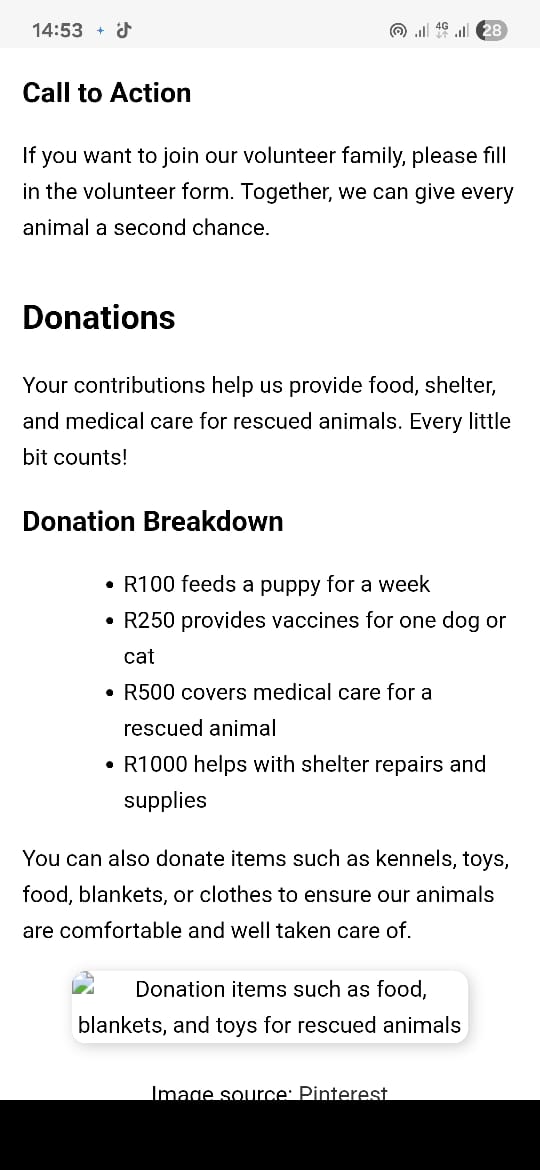 14:53
4G
28
Call to Action
If you want to join our volunteer family, please fill
in the volunteer form. Together, we can give every
animal a second chance.
Donations
Your contributions help us provide food, shelter,
and medical care for rescued animals. Every little
bit counts!
Donation Breakdown
• R100 feeds a puppy for a week
• R250 provides vaccines for one dog or
cat
• R500 covers medical care for a
rescued animal
• R1000 helps with shelter repairs and
supplies
You can also donate items such as kennels, toys,
food, blankets, or clothes to ensure our animals
are comfortable and well taken care of.
Donation items such as food,
blankets, and toys for rescued animals
Image source: Pinterest